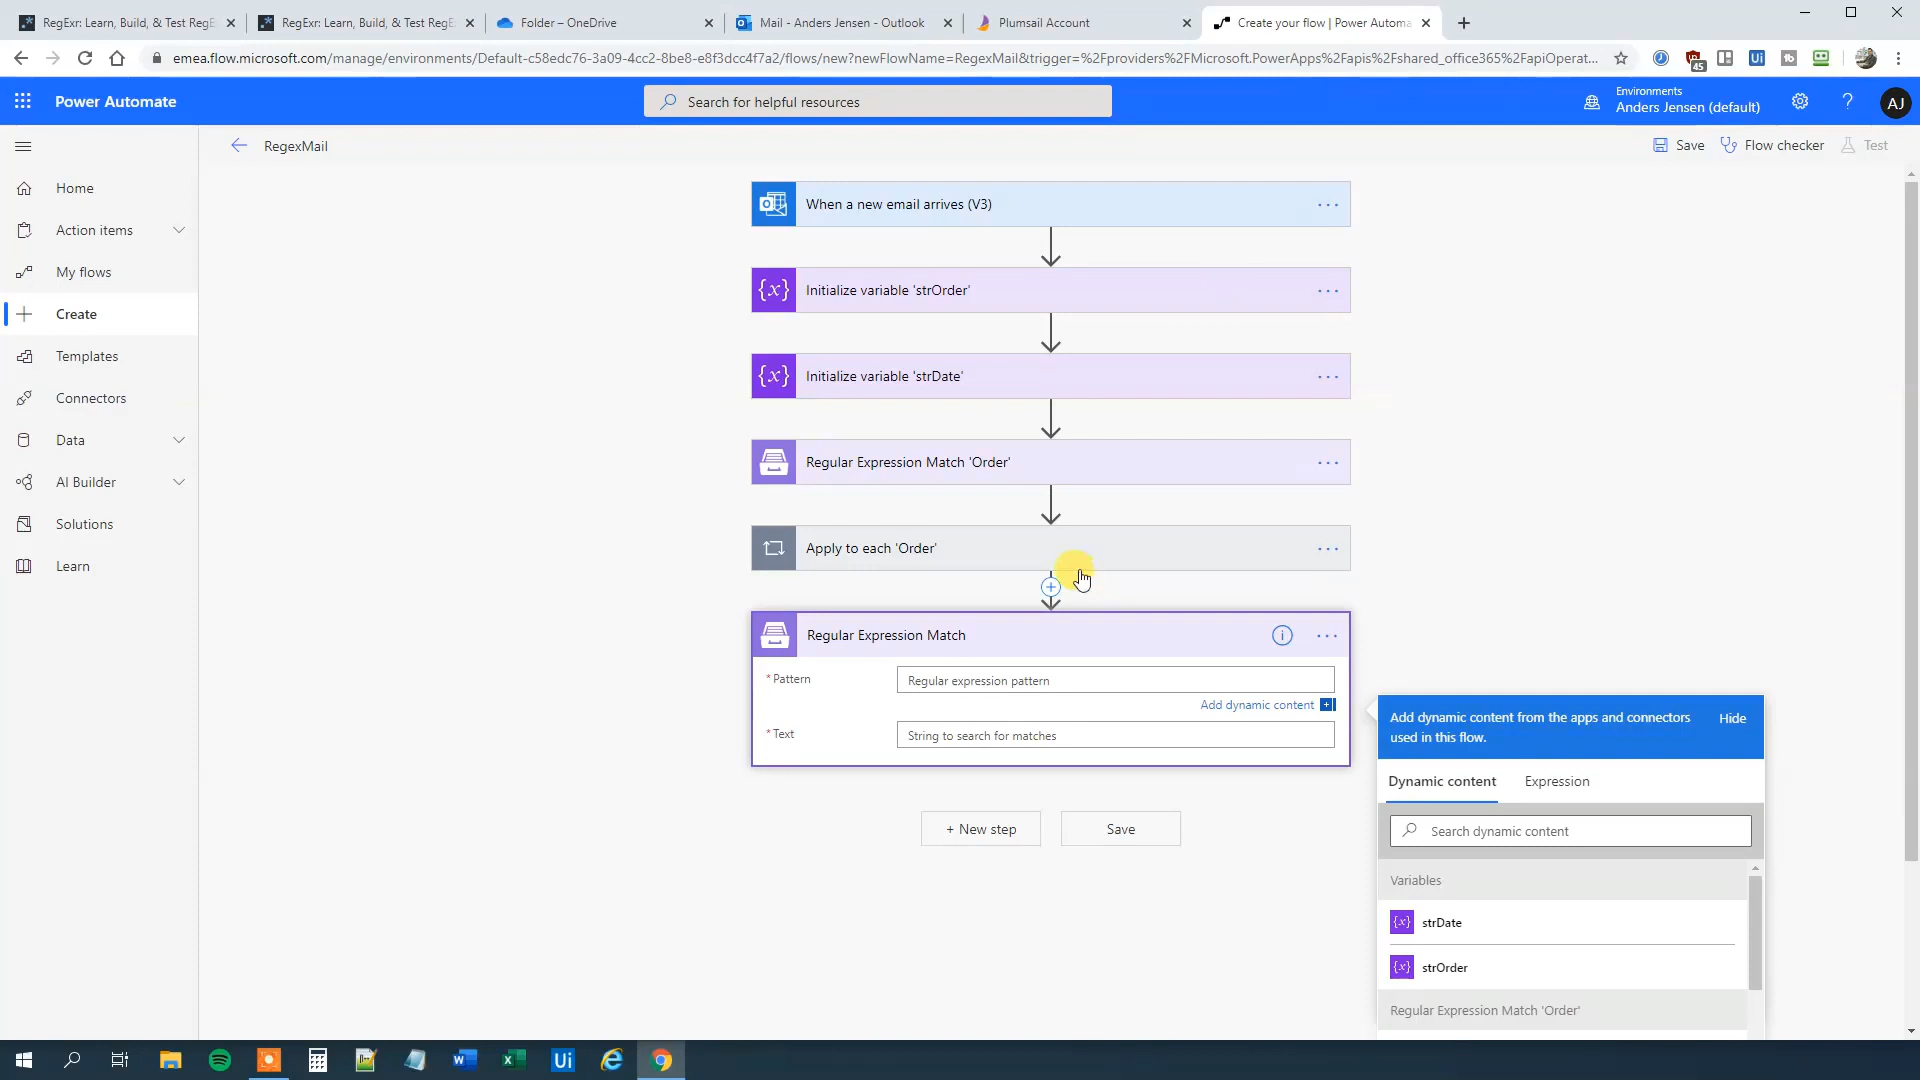 RegExr: Learn, Build, & Test RegE
RegExr: Learn, Build, & Test RegE
Folder – OneDrive
Mail - Anders Jensen - Outlook
Plumsail Account
Create your flow | Power Automa
emea.flow.microsoft.com/manage/environments/Default-c58edc76-3a09-4cc2-8be8-e8f3dcc4f7a2/flows/new?newFlowName=RegexMail&trigger=%2Fproviders%2FMicrosoft.PowerApps%2Fapis%2Fshared_office365%2FapiOperat...
45
Power Automate
Search for helpful resources
Environments
Anders Jensen (default)
?
AJ
RegexMail
Save
Flow checker
Test
Home
Action items
My flows
Create
Templates
Connectors
Data
AI Builder
Solutions
Learn
When a new email arrives (V3)
Initialize variable 'strOrder'
Initialize variable 'strDate'
Regular Expression Match 'Order'
Apply to each 'Order'
Regular Expression Match
* Pattern
Regular expression pattern
Add dynamic content
* Text
String to search for matches
+ New step
Save
Add dynamic content from the apps and connectors
used in this flow.
Hide
Dynamic content
Expression
Search dynamic content
Variables
strDate
strOrder
Regular Expression Match 'Order'